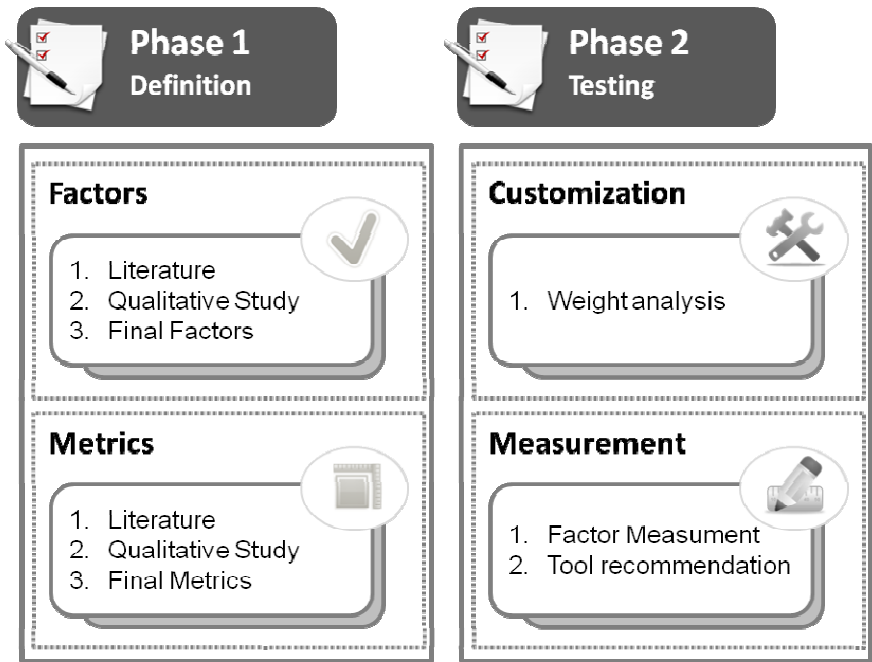 Phase 1
Definition
Factors
1. Literature
2. Qualitative Study
3. Final Factors
Metrics
1. Literature
2. Qualitative Study
3. Final Metrics
Phase 2
Testing
Customization
1. Weight analysis
Measurement
1. Factor Measument
2. Tool recommendation